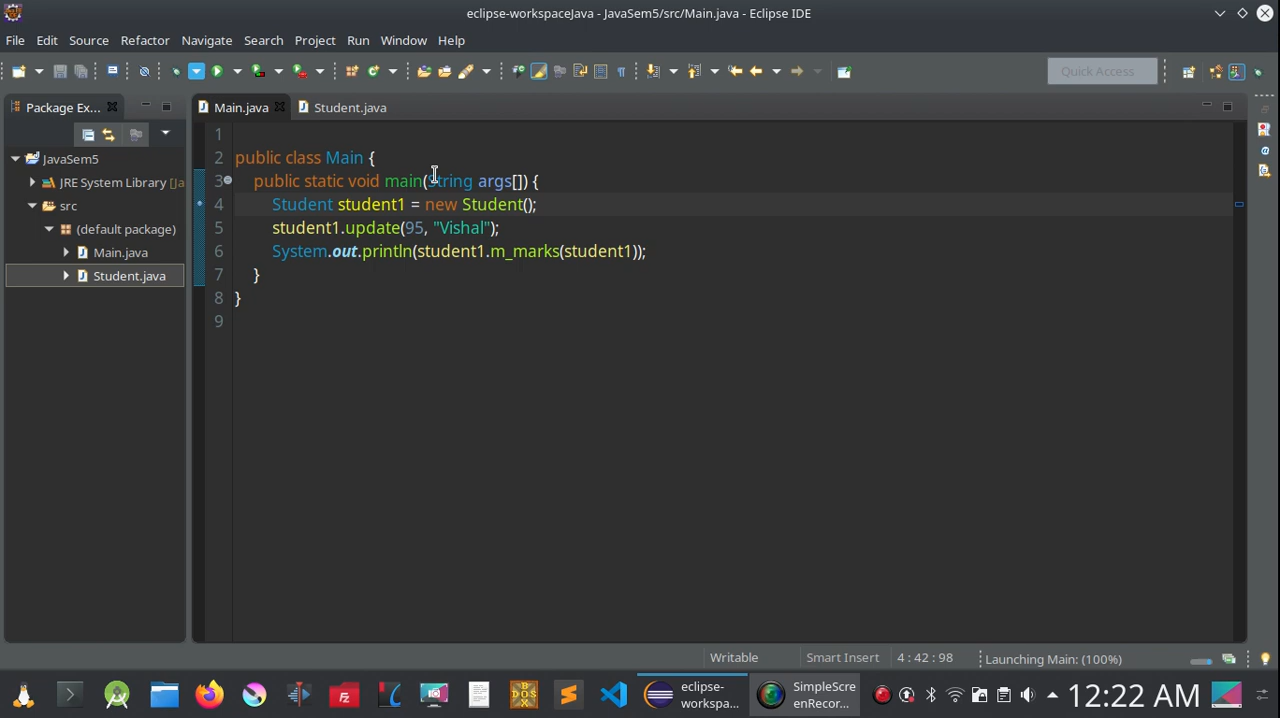 eclipse-workspaceJava - JavaSem5/src/Main.java - Eclipse IDE
File Edit Source Refactor Navigate Search Project Run Window Help
Quick Access
Package Ex...
Main.java
Student.java
JavaSem5
JRE System Library [Ja
src
(default package)
Main.java
Student.java
1
2 public class Main {
3 public static void main(String args[]) {
4 Student student1 = new Student();
5 student1.update(95, "Vishal");
6 System.out.println(student1.m_marks(student1));
7 }
8 }
9
Writable
Smart Insert
4 : 42 : 98
Launching Main: (100%)
eclipse-
workspa...
SimpleScre
enRecor...
12:22 AM